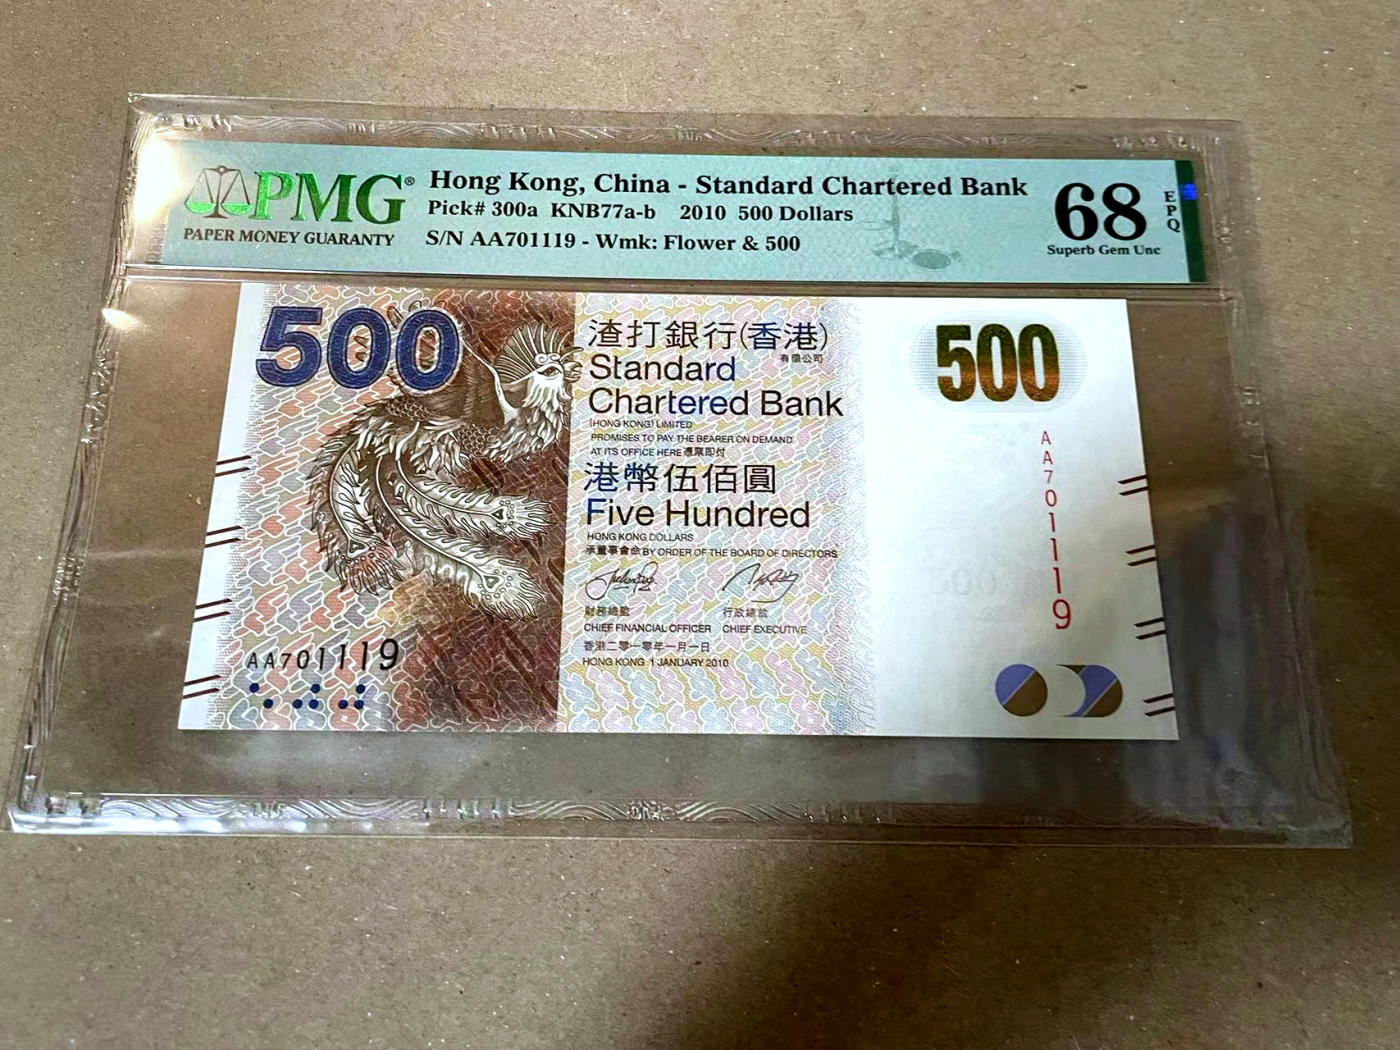 PMG®
PAPER MONEY GUARANTY
Hong Kong, China - Standard Chartered Bank
Pick# 300a KNB77a-b 2010 500 Dollars
S/N AA701119 - Wmk: Flower & 500
68
EPQ
Superb Gem Unc
500
渣打銀行(香港)
有限公司
Standard
Chartered Bank
(HONG KONG) LIMITED
PROMISES TO PAY THE BEARER ON DEMAND
AT ITS OFFICE HERE 憑票即付
港幣伍佰圓
Five Hundred
HONG KONG DOLLARS
承董事會命 BY ORDER OF THE BOARD OF DIRECTORS
財務總監 行政總裁
CHIEF FINANCIAL OFFICER CHIEF EXECUTIVE
香港二零一零年一月一日
HONG KONG 1 JANUARY 2010
AA701119
500
AA701119